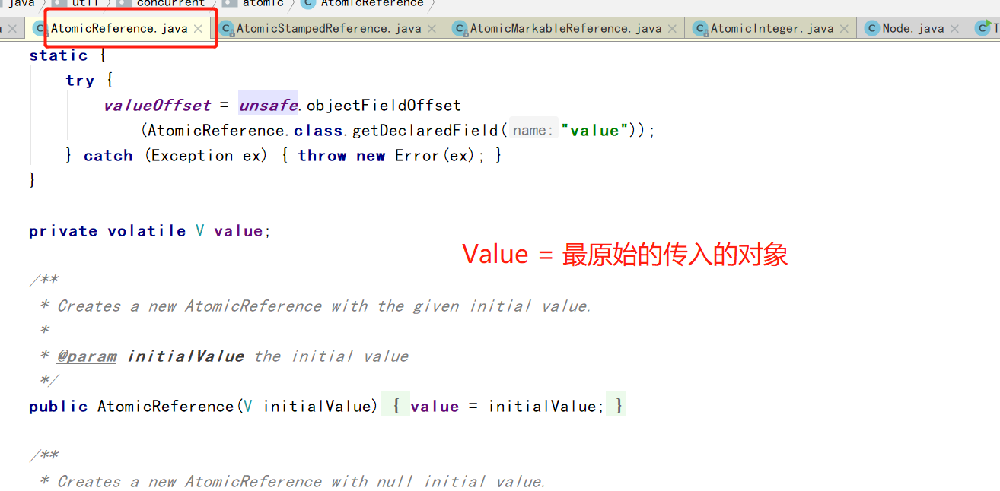 java util concurrent atomic AtomicReference
AtomicReference.java AtomicStampedReference.java AtomicMarkableReference.java AtomicInteger.java Node.java
static {
try {
valueOffset = unsafe.objectFieldOffset
(AtomicReference.class.getDeclaredField( name: "value"));
} catch (Exception ex) { throw new Error(ex); }
}
private volatile V value;
Value = 最原始的传入的对象
/**
* Creates a new AtomicReference with the given initial value.
*
* @param initialValue the initial value
*/
public AtomicReference(V initialValue) { value = initialValue; }
/**
* Creates a new AtomicReference with null initial value.